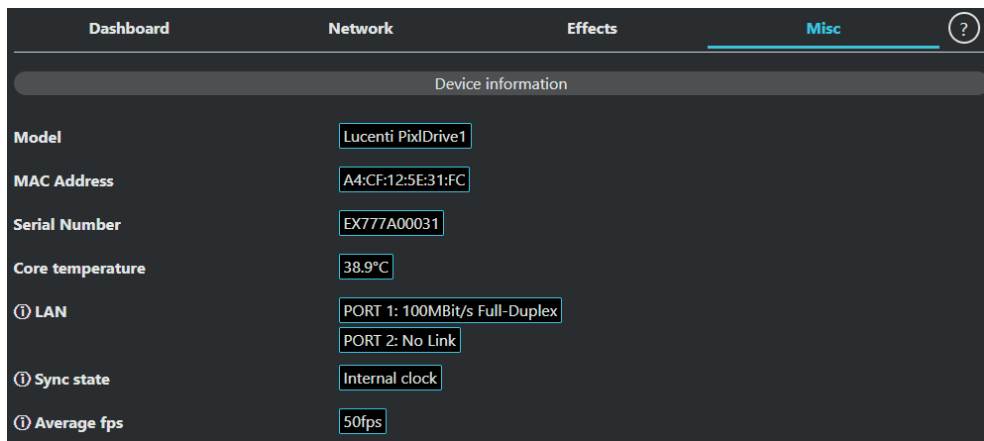 Dashboard Network Effects Misc ?
Device information
Model Lucenti PixlDrive1
MAC Address A4:CF:12:5E:31:FC
Serial Number EX777A00031
Core temperature 38.9°C
ⓘ LAN PORT 1: 100MBit/s Full-Duplex
PORT 2: No Link
ⓘ Sync state Internal clock
ⓘ Average fps 50fps